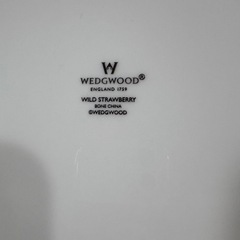 W
WEDGWOOD®
ENGLAND 1759
WILD STRAWBERRY
BONE CHINA
©WEDGWOOD